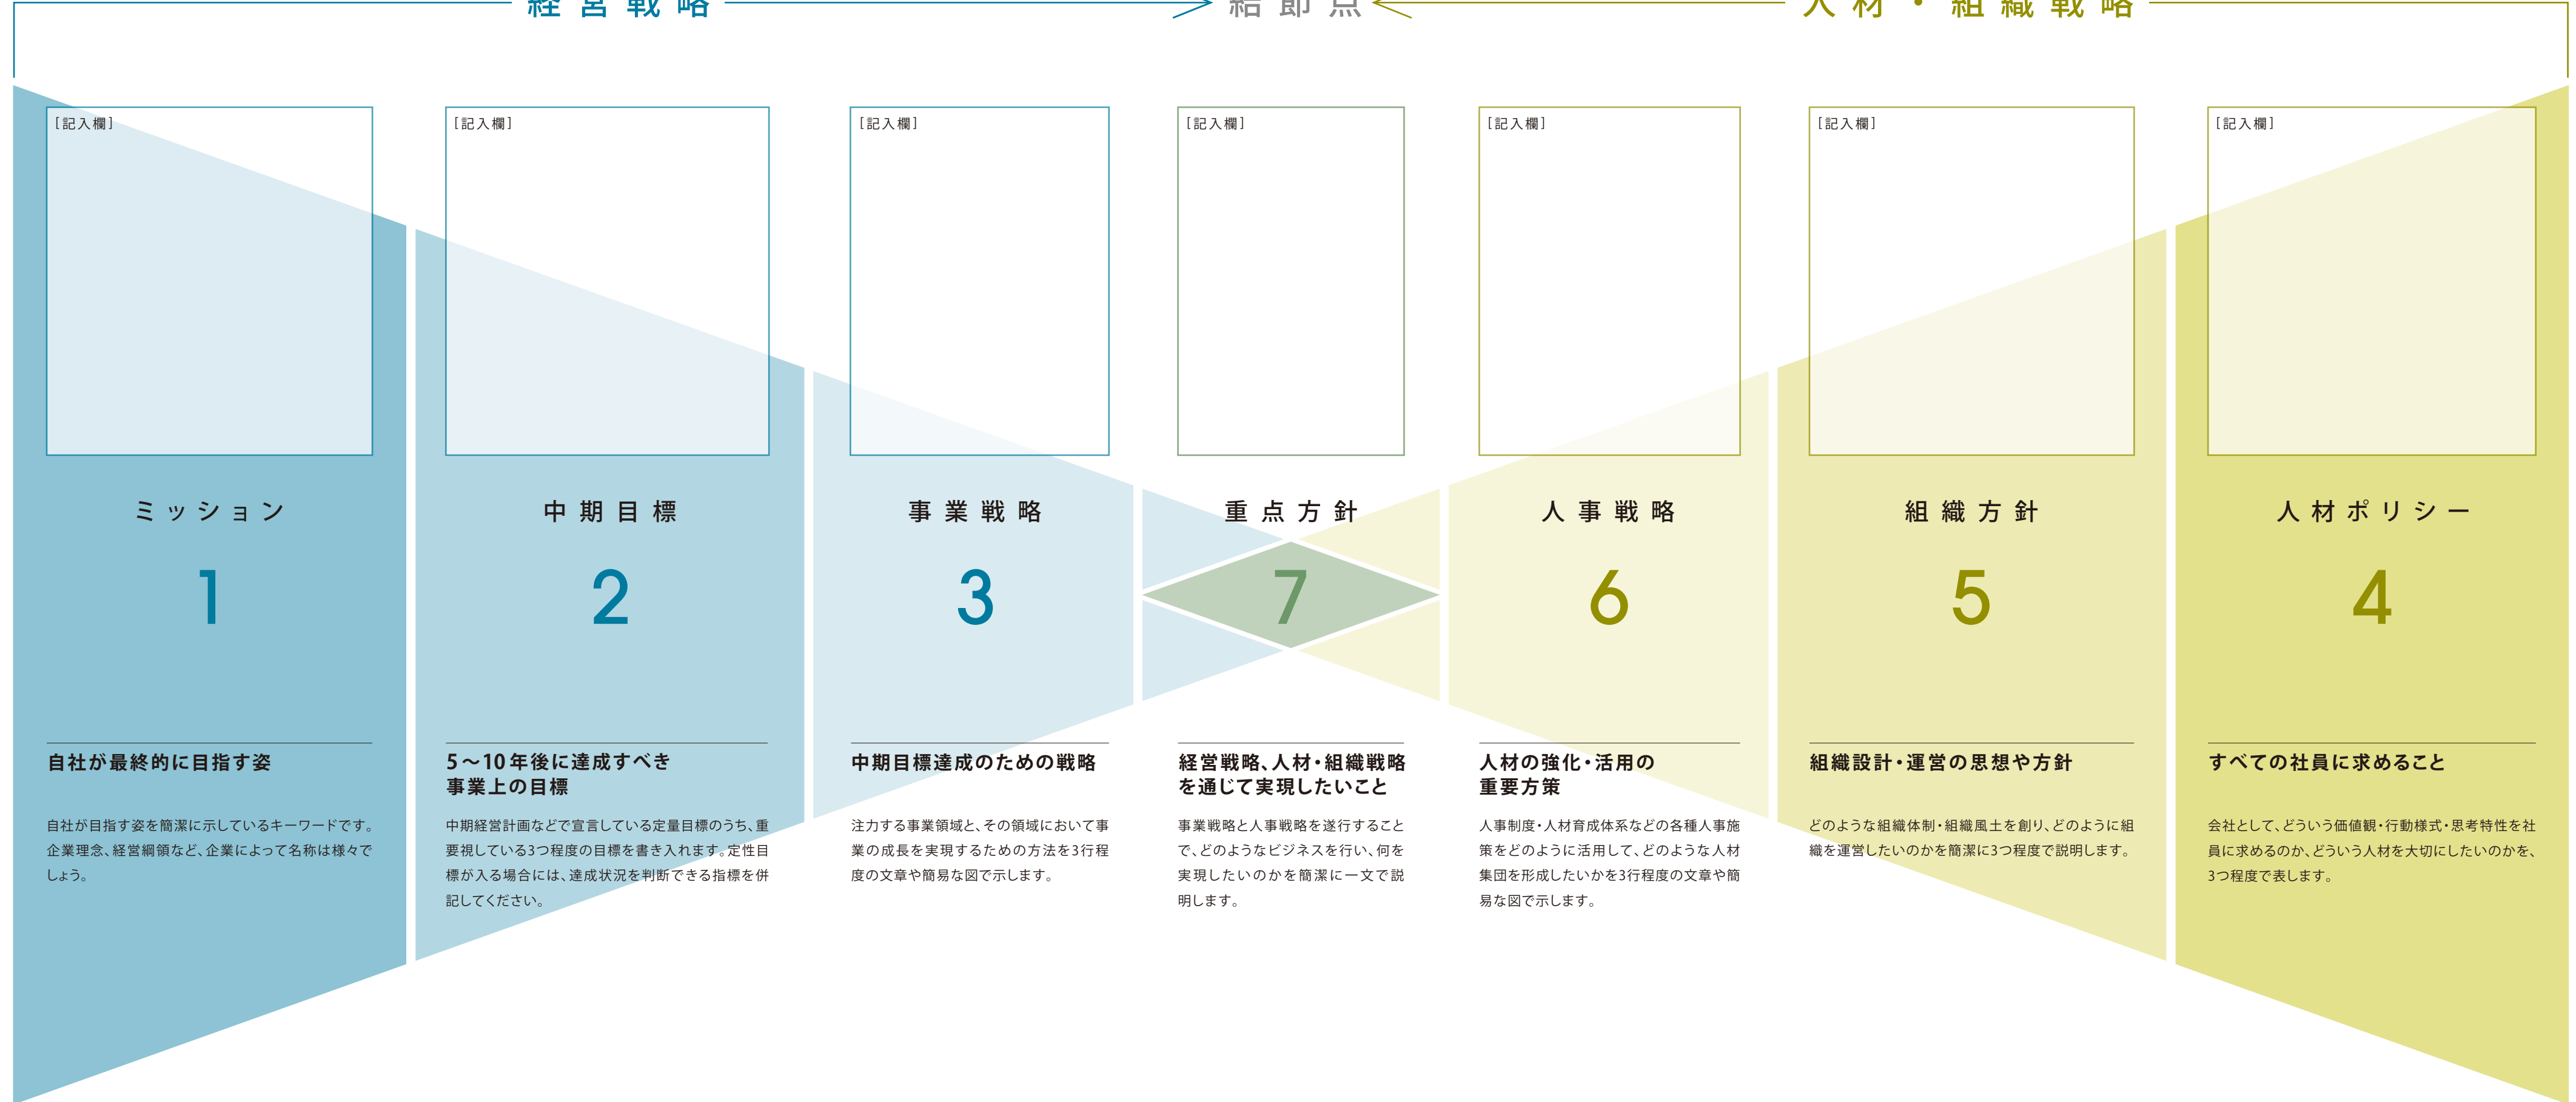 経営戦略
結節点
人材・組織戦略
[記入欄]
[記入欄]
[記入欄]
[記入欄]
[記入欄]
[記入欄]
[記入欄]
ミッション
中期目標
事業戦略
重点方針
人事戦略
組織方針
人材ポリシー
1
2
3
7
6
5
4
自社が最終的に目指す姿
自社が目指す姿を簡潔に示しているキーワードです。
企業理念、経営綱領など、企業によって名称は様々で
しょう。
5〜10年後に達成すべき
事業上の目標
中期経営計画などで宣言している定量目標のうち、重
要視している3つ程度の目標を書き入れます。定性目
標が入る場合には、達成状況を判断できる指標を併
記してください。
中期目標達成のための戦略
注力する事業領域と、その領域において事
業の成長を実現するための方法を3行程
度の文章や簡易な図で示します。
経営戦略、人材・組織戦略
を通じて実現したいこと
事業戦略と人事戦略を遂行すること
で、どのようなビジネスを行い、何を
実現したいのかを簡潔に一文で説
明します。
人材の強化・活用の
重要方策
人事制度・人材育成体系などの各種人事施
策をどのように活用して、どのような人材
集団を形成したいかを3行程度の文章や簡
易な図で示します。
組織設計・運営の思想や方針
どのような組織体制・組織風土を創り、どのように組
織を運営したいのかを簡潔に3つ程度で説明します。
すべての社員に求めること
会社として、どういう価値観・行動様式・思考特性を社
員に求めるのか、どういう人材を大切にしたいのかを、
3つ程度で表します。